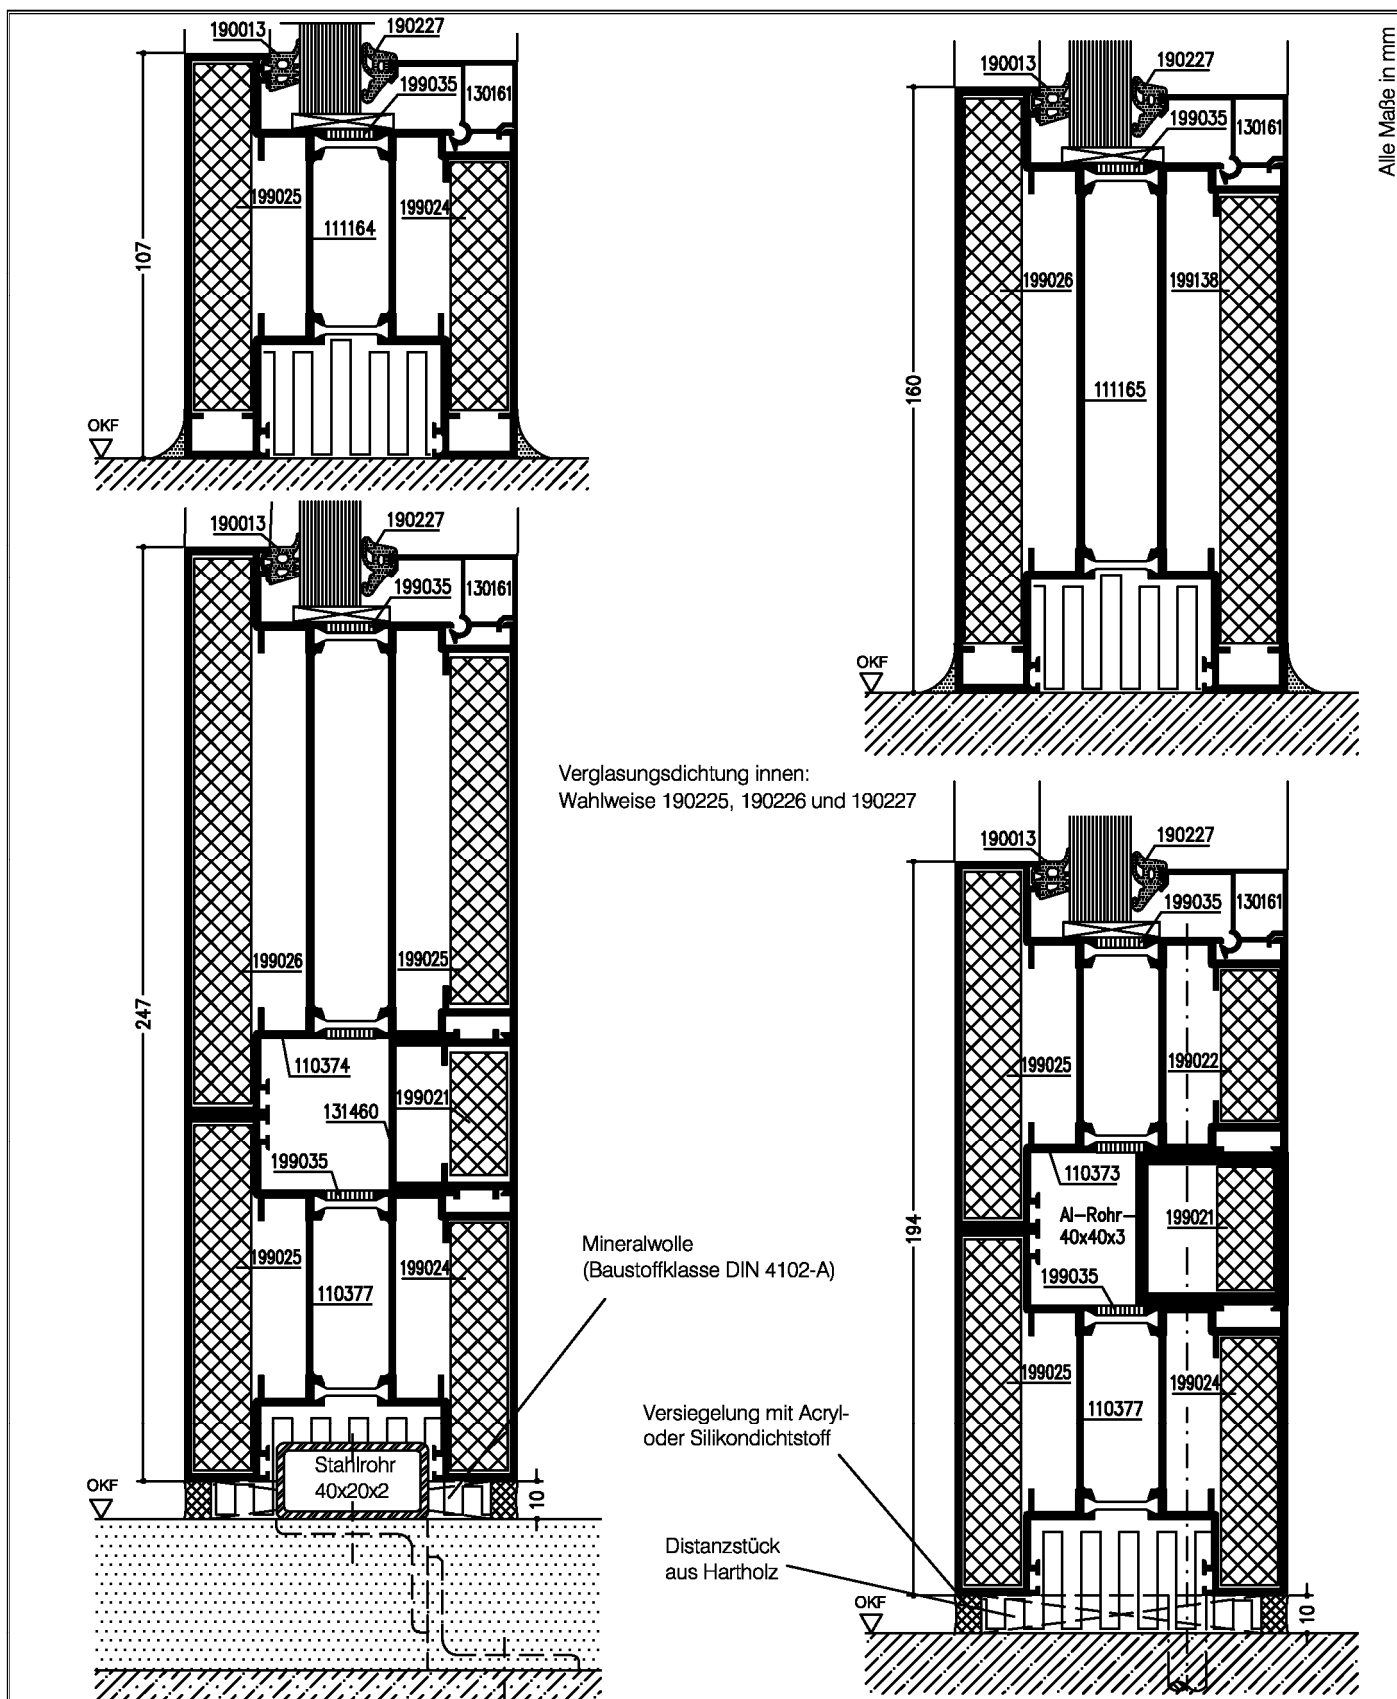 190013
190227
199035
130161
199025
199024
111164
107
OKF
190013
190227
199035
130161
199026
199138
111165
160
OKF
Alle Maße in mm
190013
190227
199035
130161
199026
199025
247
110374
199021
131460
199035
199025
199024
110377
Stahlrohr
40x20x2
OKF
10
Verglasungsdichtung innen:
Wahlweise 190225, 190226 und 190227
Mineralwolle
(Baustoffklasse DIN 4102-A)
Versiegelung mit Acryl-
oder Silikondichtstoff
Distanzstück
aus Hartholz
190013
190227
199035
130161
199025
199022
110373
194
Al-Rohr
40x40x3
199021
199035
199025
199024
110377
OKF
10